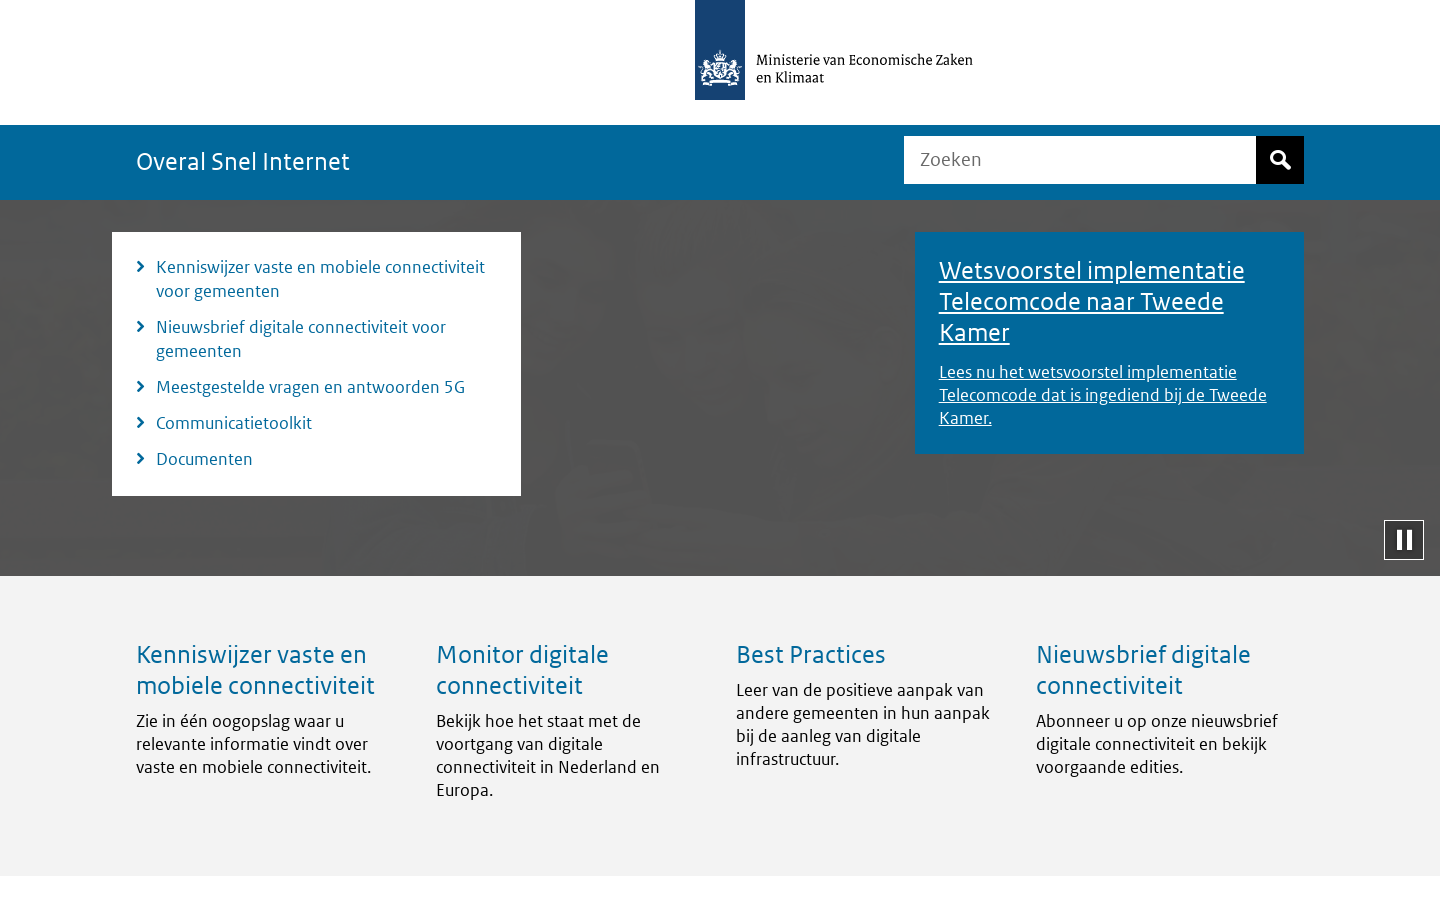 Ministerie van Economische Zaken
en Klimaat
Overal Snel Internet
Zoeken
Kenniswijzer vaste en mobiele connectiviteit
voor gemeenten
Nieuwsbrief digitale connectiviteit voor
gemeenten
Meestgestelde vragen en antwoorden 5G
Communicatietoolkit
Documenten
Wetsvoorstel implementatie
Telecomcode naar Tweede
Kamer
Lees nu het wetsvoorstel implementatie
Telecomcode dat is ingediend bij de Tweede
Kamer.
Kenniswijzer vaste en
mobiele connectiviteit
Zie in één oogopslag waar u
relevante informatie vindt over
vaste en mobiele connectiviteit.
Monitor digitale
connectiviteit
Bekijk hoe het staat met de
voortgang van digitale
connectiviteit in Nederland en
Europa.
Best Practices
Leer van de positieve aanpak van
andere gemeenten in hun aanpak
bij de aanleg van digitale
infrastructuur.
Nieuwsbrief digitale
connectiviteit
Abonneer u op onze nieuwsbrief
digitale connectiviteit en bekijk
voorgaande edities.